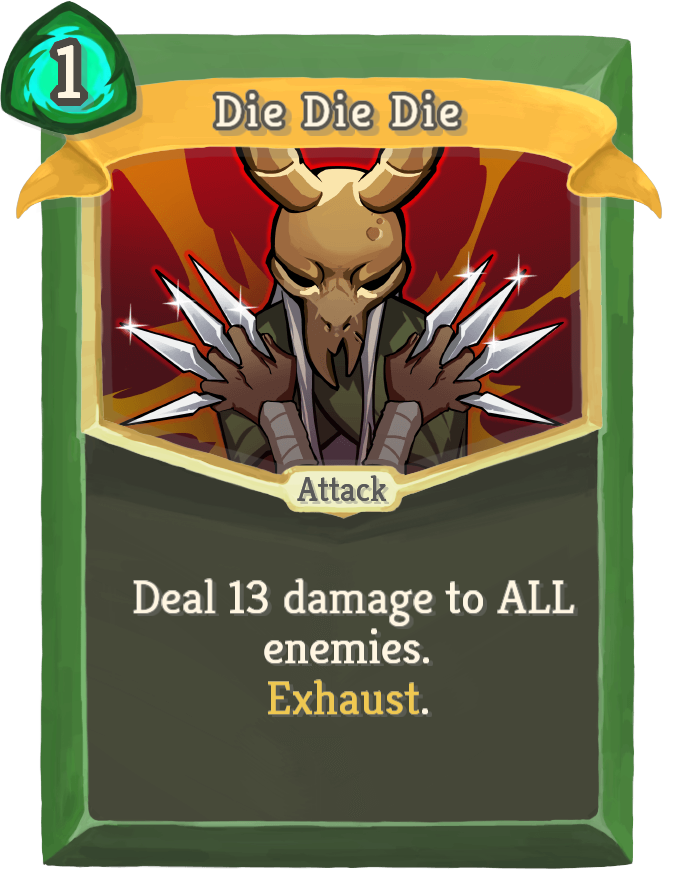 1
Die Die Die
Attack
Deal 13 damage to ALL
enemies.
Exhaust.